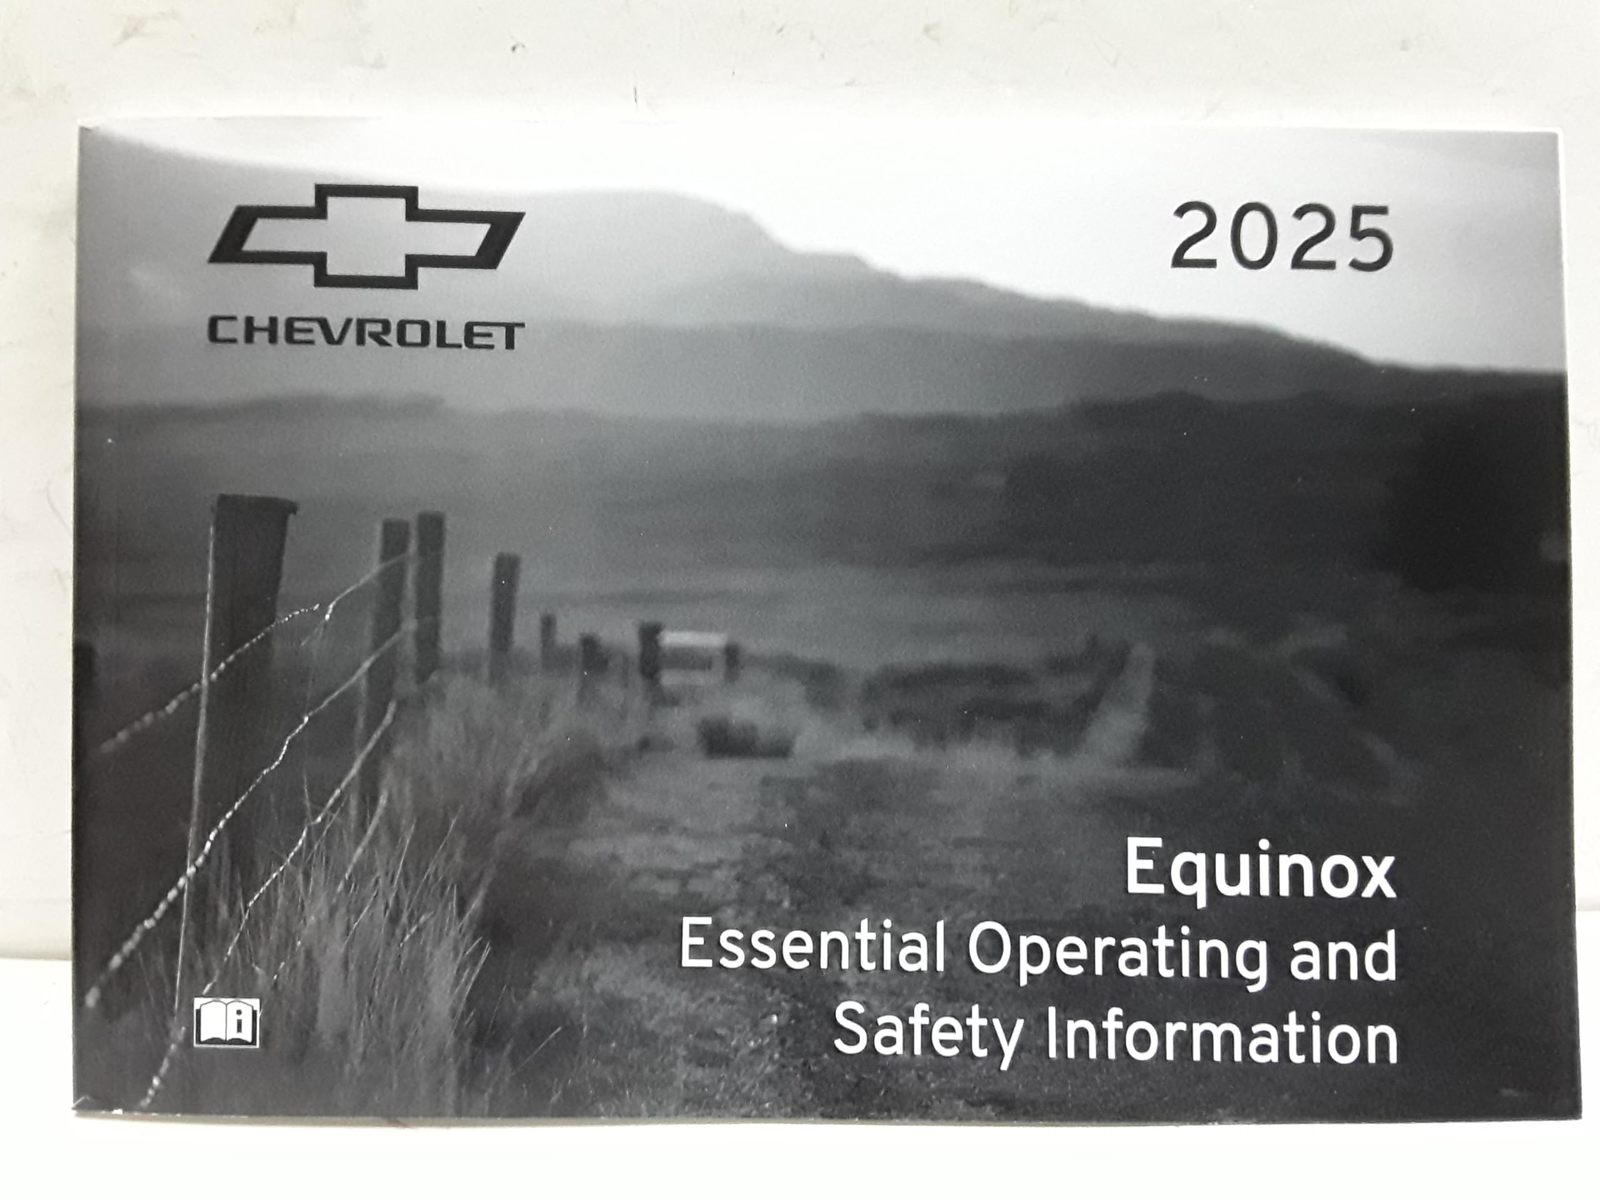 CHEVROLET
2025
Equinox
Essential Operating and
Safety Information
i